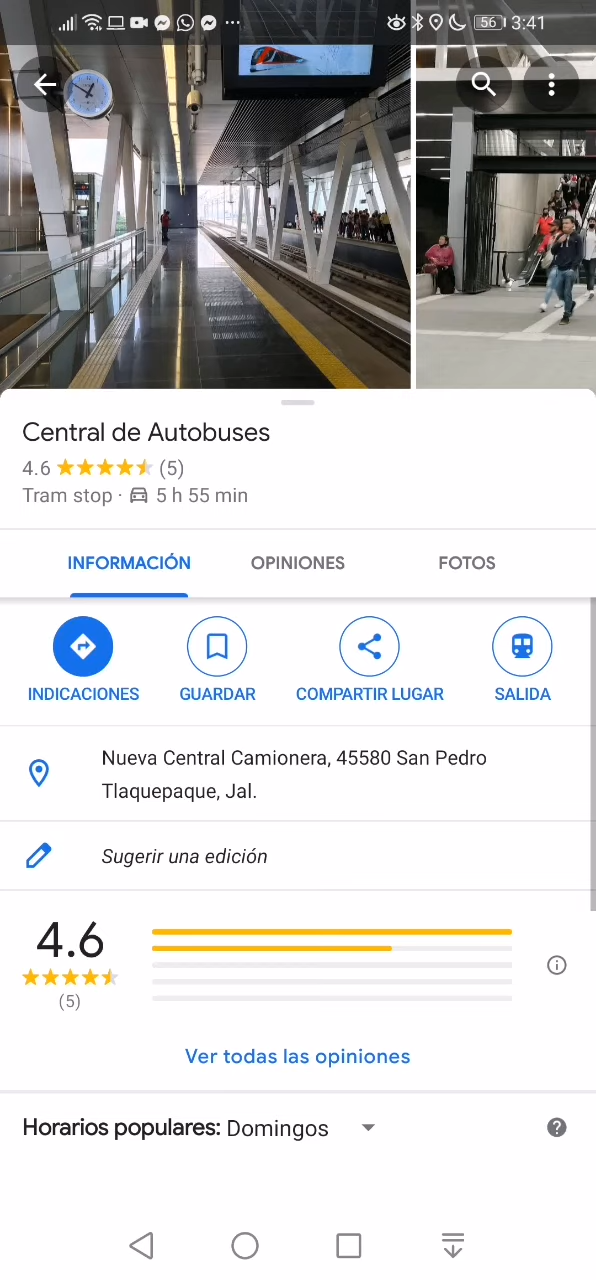 56 3:41
Central de Autobuses
4.6 (5)
Tram stop · 5 h 55 min
INFORMACIÓN OPINIONES FOTOS
INDICACIONES GUARDAR COMPARTIR LUGAR SALIDA
Nueva Central Camionera, 45580 San Pedro
Tlaquepaque, Jal.
Sugerir una edición
4.6
(5)
Ver todas las opiniones
Horarios populares: Domingos